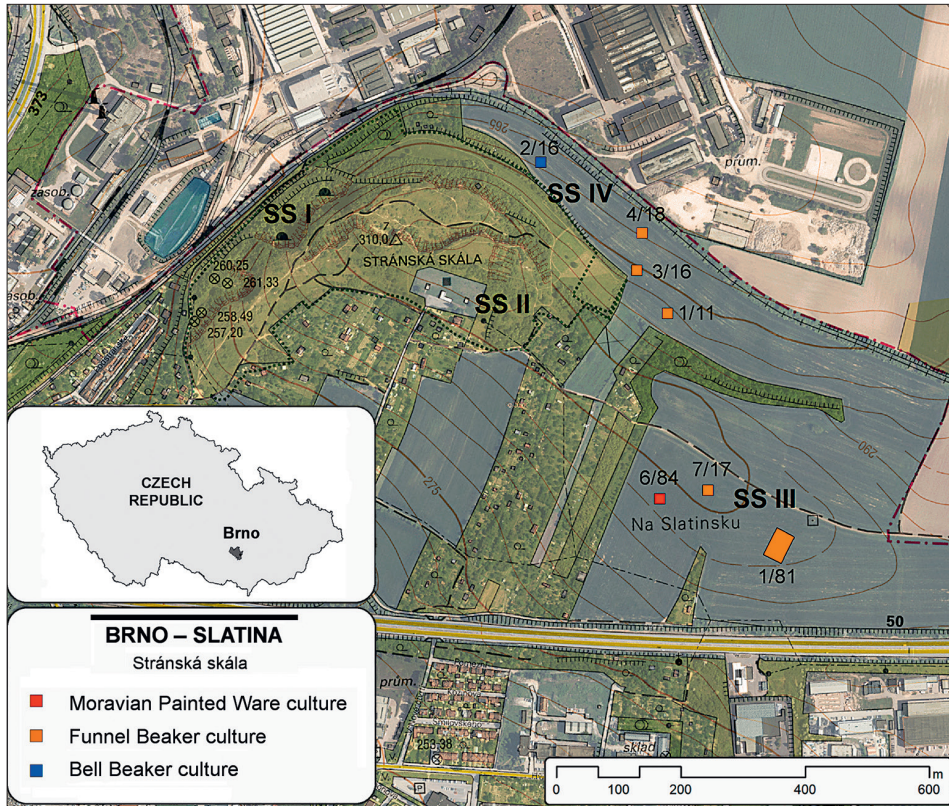 373
zasob.
zasob.
SS I
260,25
261,33
258,49
257,20
7
310,0
STRÁNSKÁ SKÁLA
SS II
265
2/16
SS IV
prům.
4/18
3/16
1/11
290
275
6/84
7/17
SS III
Na Slatinsku
1/81
50
CZECH
REPUBLIC
Brno
BRNO – SLATINA
Stránská skála
Moravian Painted Ware culture
Funnel Beaker culture
Bell Beaker culture
prům.
253,38
sklad
P
0 100 200 400 600
m